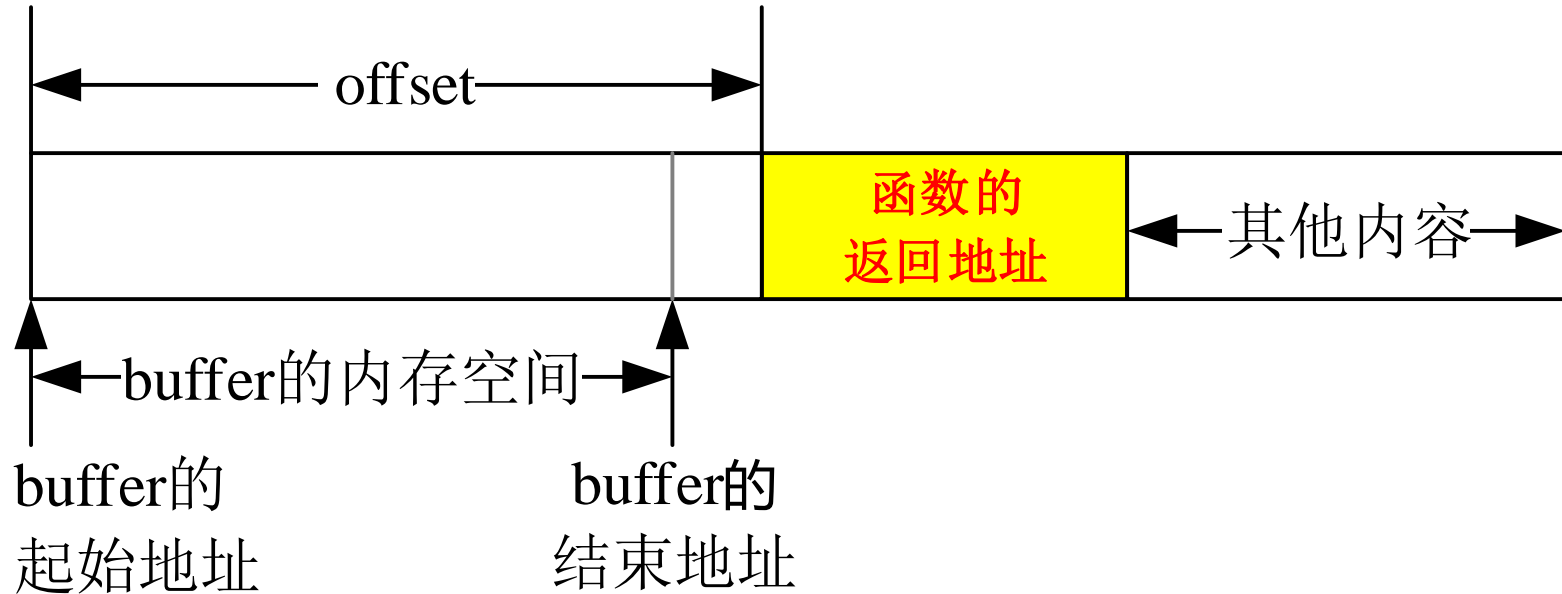 offset
函数的
返回地址
其他内容
buffer的内存空间
buffer的
起始地址
buffer的
结束地址